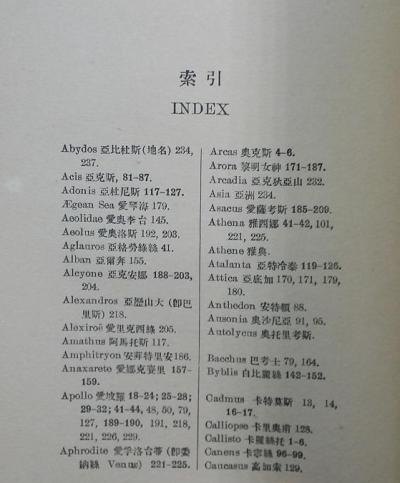 索引
INDEX
Abydos 亞比杜斯(地名) 234,
237.
Acis 亞克斯, 81-87.
Adonis 亞杜尼斯 117-127.
Ægean Sea 愛琴海 179.
Aeolidae 愛奧李台 145.
Aeolus 愛奧洛斯 192, 203.
Aglauros 亞格勞絲絲 41.
Alban 亞爾奔 155.
Alcyone 亞克安娜 188-203,
204.
Alexandros 亞歷山大 (卽巴
里斯) 218.
Alexiroë 愛里克西絲 205.
Amathus 阿馬托斯 117.
Amphitryon 安菲特里安 186.
Anaxarete 愛娜克賽里 157-
159.
Apollo 愛坡羅 18-24; 25-28;
29-32; 41-44, 48, 50, 79,
127, 189-190, 191, 218,
221, 226, 229.
Aphrodite 愛孚洛台蒂 (卽委
納絲 Venus) 221-225.
Arcas 奧克斯 4-6.
Arora 黎明女神 171-187.
Arcadia 亞克狄亞山 232.
Asia 亞洲 234.
Asacus 愛薩考斯 185-209.
Athena 雅西娜 41-42, 101,
221, 225.
Athene 雅典.
Atalanta 亞特冷泰 119-126.
Attica 亞底加 170, 171, 179,
180.
Anthedon 安特頓 88.
Ausonia 奧沙尼亞 91, 95.
Autolycus 奧托里考斯.
Bacchus 巴考士 79, 164.
Byblis 白比麗絲 142-152.
Cadmus 卡特莫斯 13, 14,
16-17.
Calliope 卡里奧甫 128.
Callisto 卡羅絲托 1-6.
Canens 卡寧絲 96-99.
Caucasus 高加索 129.